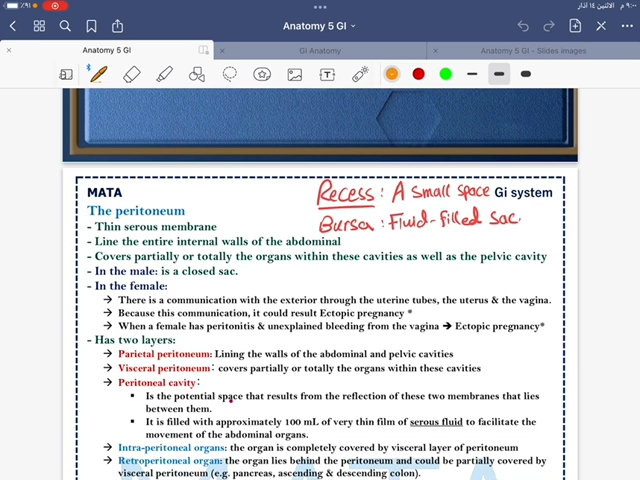 ٩:٠٠ م الاثنين ١٤ آذار
٩١٪
Anatomy 5 GI
Anatomy 5 GI
GI Anatomy
Anatomy 5 GI - Slides images
MATA
Recess: A small space
Gi system
Bursa: Fluid-filled sac.
The peritoneum
- Thin serous membrane
- Line the entire internal walls of the abdominal
- Covers partially or totally the organs within these cavities as well as the pelvic cavity
- In the male: is a closed sac.
- In the female:
→ There is a communication with the exterior through the uterine tubes, the uterus & the vagina.
→ Because this communication, it could result Ectopic pregnancy *
→ When a female has peritonitis & unexplained bleeding from the vagina ➔ Ectopic pregnancy*
- Has two layers:
→ Parietal peritoneum: Lining the walls of the abdominal and pelvic cavities
→ Visceral peritoneum: covers partially or totally the organs within these cavities
→ Peritoneal cavity:
▪ Is the potential space that results from the reflection of these two membranes that lies
between them.
▪ It is filled with approximately 100 mL of very thin film of serous fluid to facilitate the
movement of the abdominal organs.
→ Intra-peritoneal organs: the organ is completely covered by visceral layer of peritoneum
→ Retroperitoneal organ: the organ lies behind the peritoneum and could be partially covered by
visceral peritoneum (e.g. pancreas, ascending & descending colon).
MATA